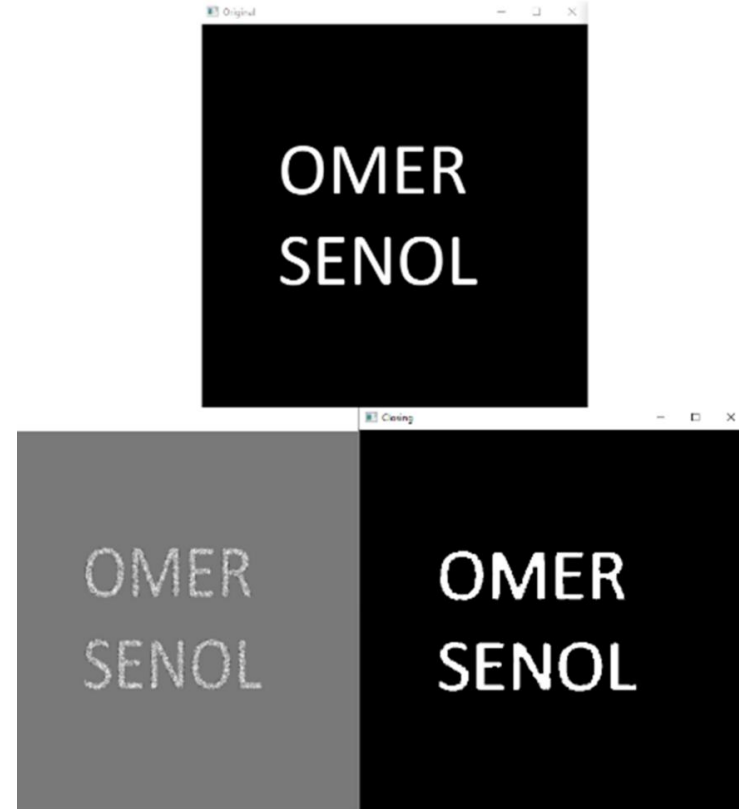 Original
OMER
SENOL
Closing
OMER
SENOL
OMER
SENOL